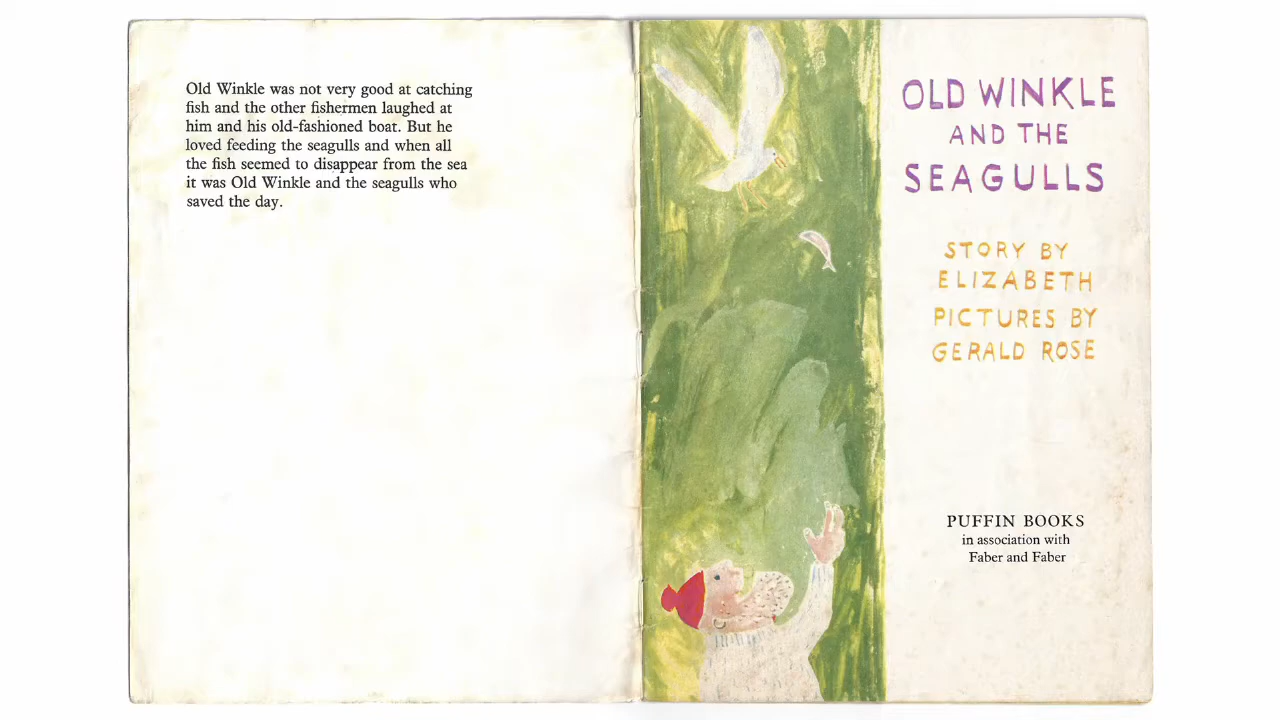 Old Winkle was not very good at catching
fish and the other fishermen laughed at
him and his old-fashioned boat. But he
loved feeding the seagulls and when all
the fish seemed to disappear from the sea
it was Old Winkle and the seagulls who
saved the day.
OLD WINKLE
AND THE
SEAGULLS
STORY BY
ELIZABETH
PICTURES BY
GERALD ROSE
PUFFIN BOOKS
in association with
Faber and Faber